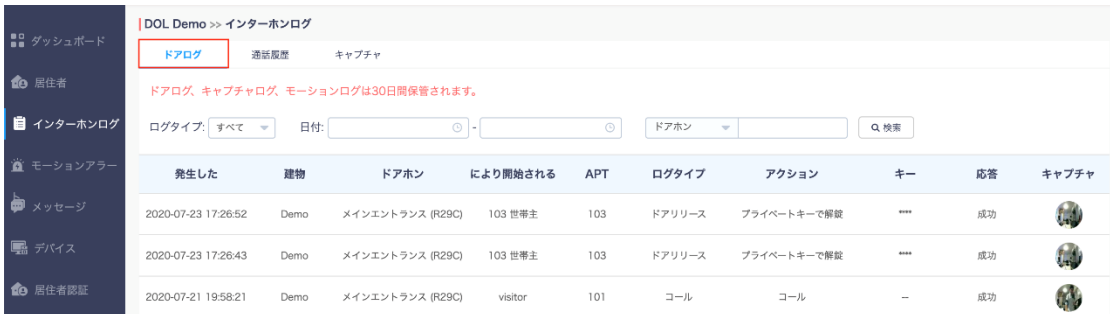 DOL Demo >> インターホンログ
ダッシュボード
居住者
インターホンログ
モーションアラー
メッセージ
デバイス
居住者認証
ドアログ 通話履歴 キャプチャ
ドアログ、キャプチャログ、モーションログは30日間保管されます。
ログタイプ: すべて 日付: - ドアホン 検索
発生した 建物 ドアホン により開始される APT ログタイプ アクション キー 応答 キャプチャ
2020-07-23 17:26:52 Demo メインエントランス (R29C) 103 世帯主 103 ドアリリース プライベートキーで解錠 **** 成功
2020-07-23 17:26:43 Demo メインエントランス (R29C) 103 世帯主 103 ドアリリース プライベートキーで解錠 **** 成功
2020-07-21 19:58:21 Demo メインエントランス (R29C) visitor 101 コール コール -- 成功